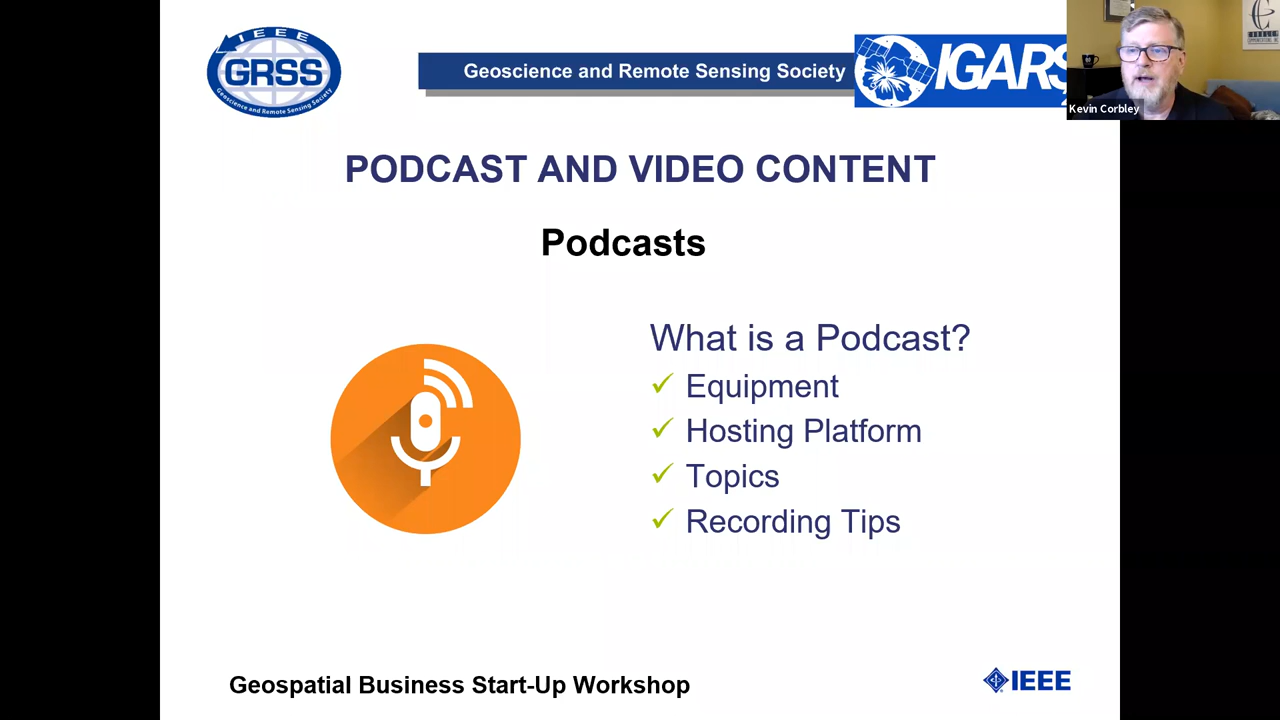 IEEE
GRSS
Geoscience and Remote Sensing Society
Geoscience and Remote Sensing Society
IGARS
Kevin Corbley
PODCAST AND VIDEO CONTENT
Podcasts
What is a Podcast?
✓ Equipment
✓ Hosting Platform
✓ Topics
✓ Recording Tips
Geospatial Business Start-Up Workshop
IEEE